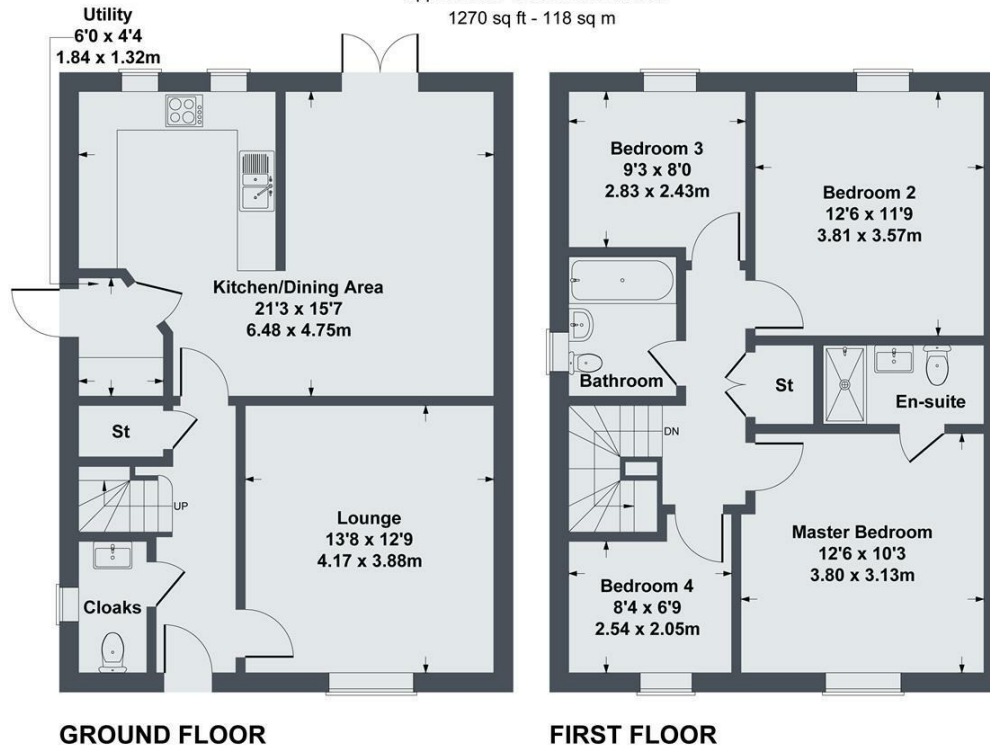 1270 sq ft - 118 sq m
Utility
6'0 x 4'4
1.84 x 1.32m
Kitchen/Dining Area
21'3 x 15'7
6.48 x 4.75m
St
UP
Lounge
13'8 x 12'9
4.17 x 3.88m
Cloaks
GROUND FLOOR
Bedroom 3
9'3 x 8'0
2.83 x 2.43m
Bedroom 2
12'6 x 11'9
3.81 x 3.57m
Bathroom
St
En-suite
DN
Master Bedroom
12'6 x 10'3
3.80 x 3.13m
Bedroom 4
8'4 x 6'9
2.54 x 2.05m
FIRST FLOOR